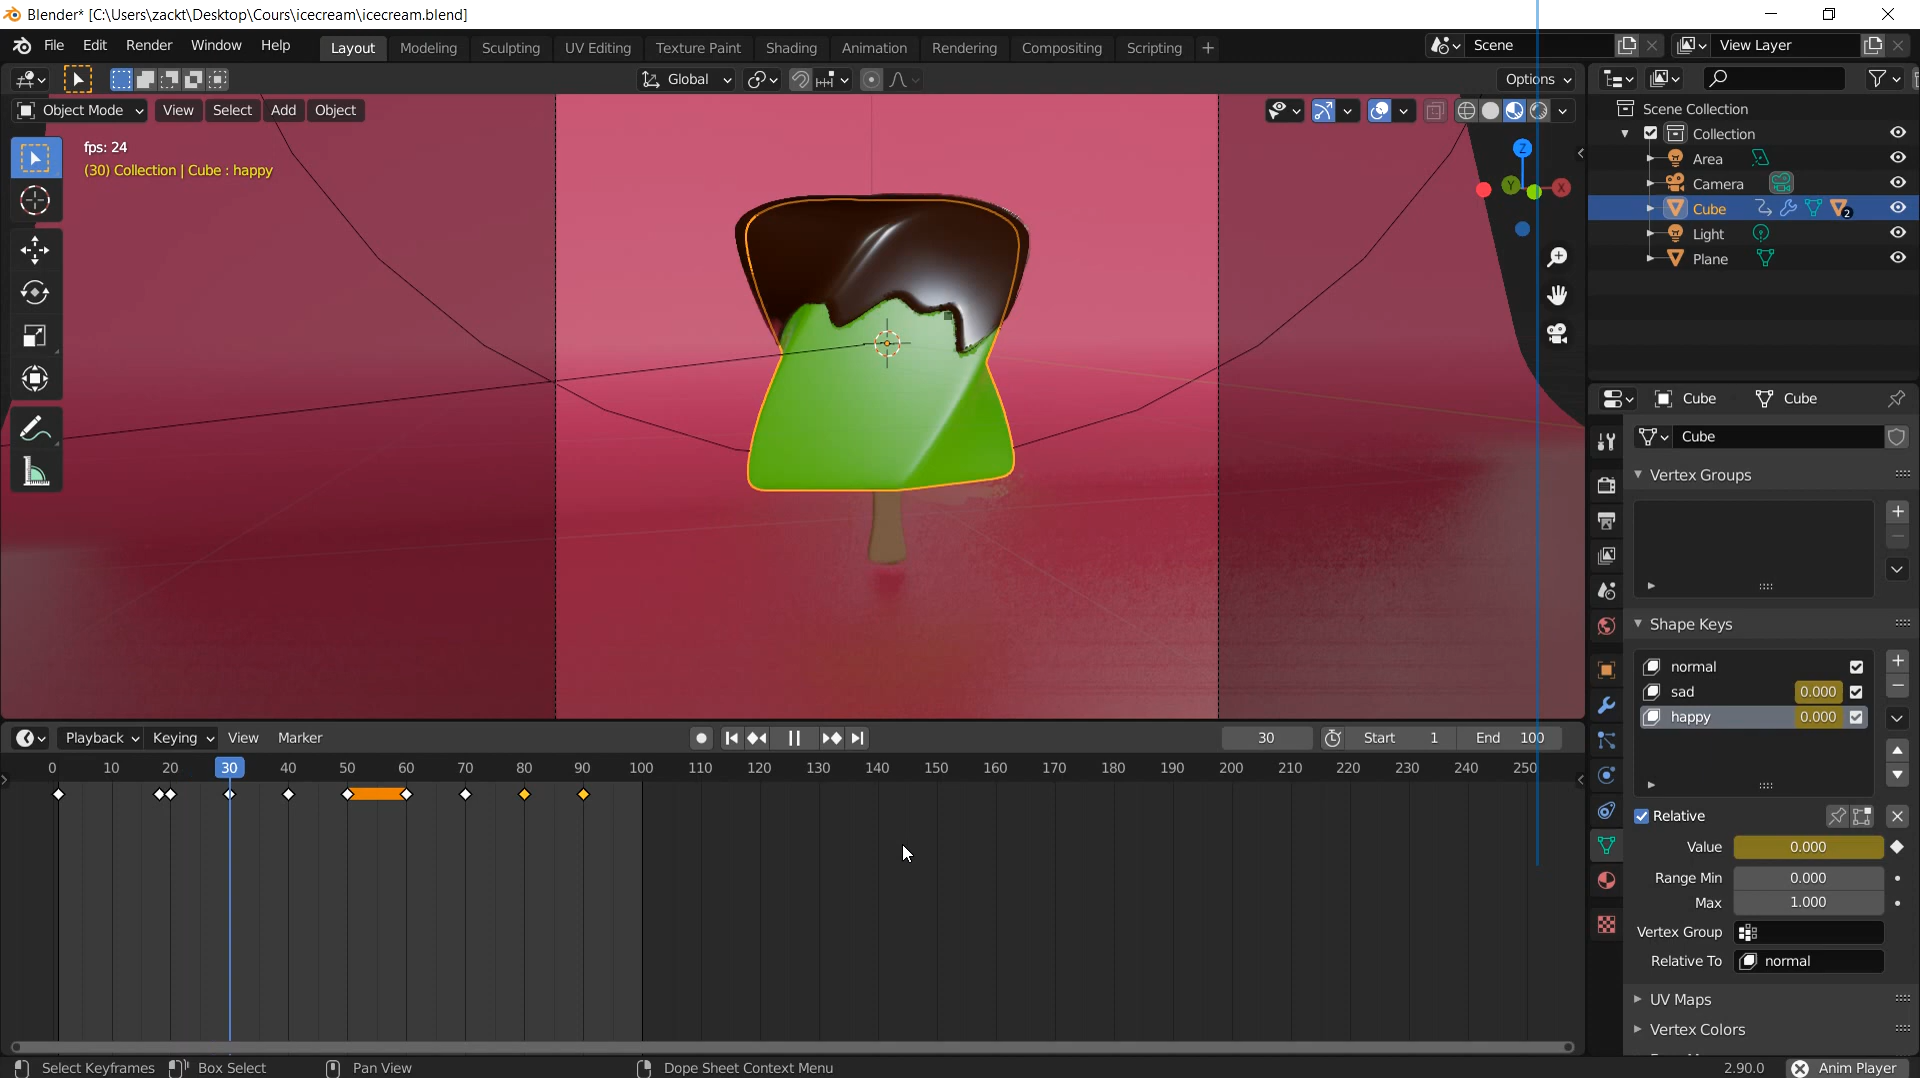 Blender* [C:\Users\zackt\Desktop\Cours\icecream\icecream.blend]
File Edit Render Window Help Layout Modeling Sculpting UV Editing Texture Paint Shading Animation Rendering Compositing Scripting + Scene View Layer
Global Options
Object Mode View Select Add Object
Scene Collection
Collection
Area
Camera
Cube 2
Light
Plane
fps: 24
(30) Collection | Cube : happy
Z
Y
X
Cube Cube
Cube
Vertex Groups
Shape Keys
normal
sad 0.000
happy 0.000
Relative
Value 0.000
Range Min 0.000
Max 1.000
Vertex Group
Relative To normal
UV Maps
Vertex Colors
Playback Keying View Marker 30 Start 1 End 100
0 10 20 30 40 50 60 70 80 90 100 110 120 130 140 150 160 170 180 190 200 210 220 230 240 250
Select Keyframes Box Select Pan View Dope Sheet Context Menu 2.90.0 Anim Player